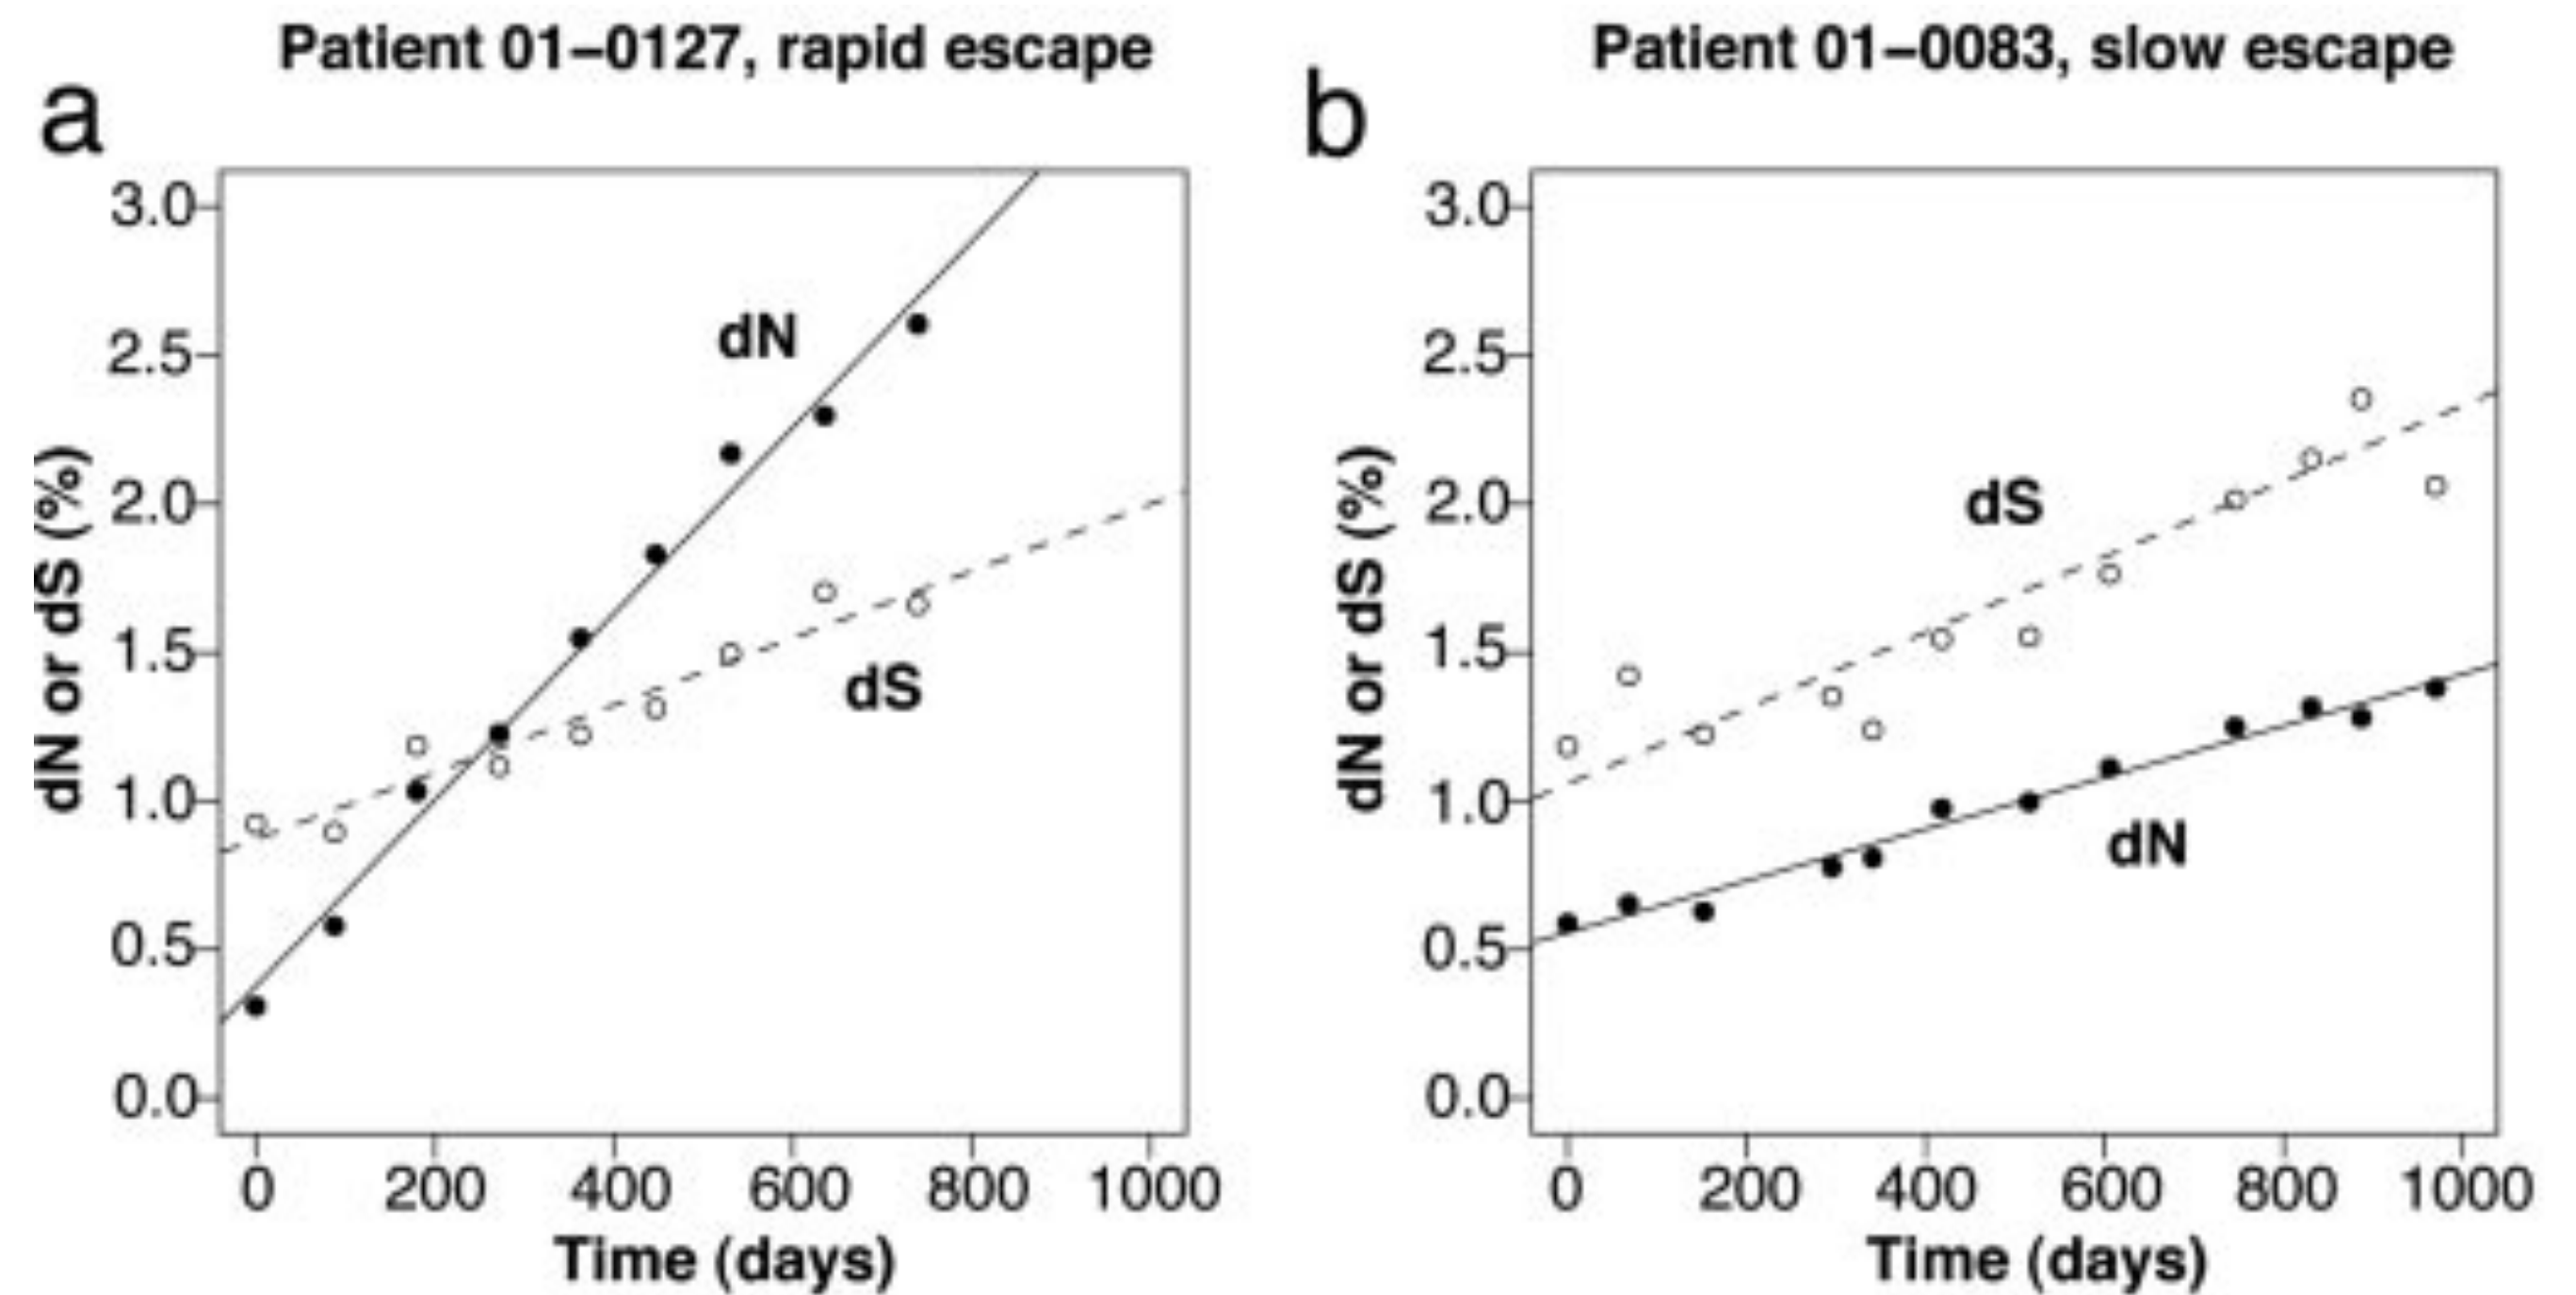 Patient 01–0127, rapid escape
a
3.0
2.5
2.0
1.5
1.0
0.5
0.0
dN or dS (%)
dN
dS
0 200 400 600 800 1000
Time (days)
Patient 01–0083, slow escape
b
3.0
2.5
2.0
1.5
1.0
0.5
0.0
dN or dS (%)
dS
dN
0 200 400 600 800 1000
Time (days)